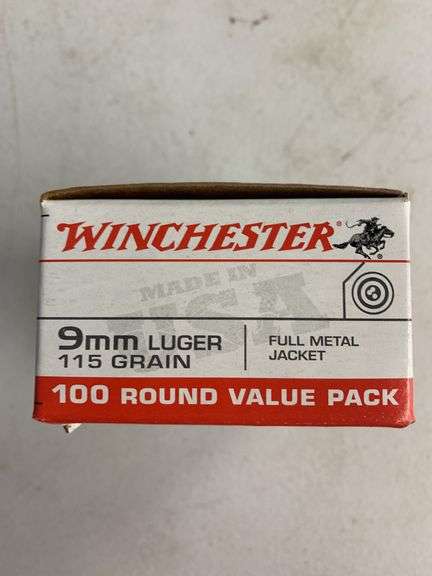 WINCHESTER
MADE IN
USA
9mm LUGER
115 GRAIN
FULL METAL
JACKET
100 ROUND VALUE PACK